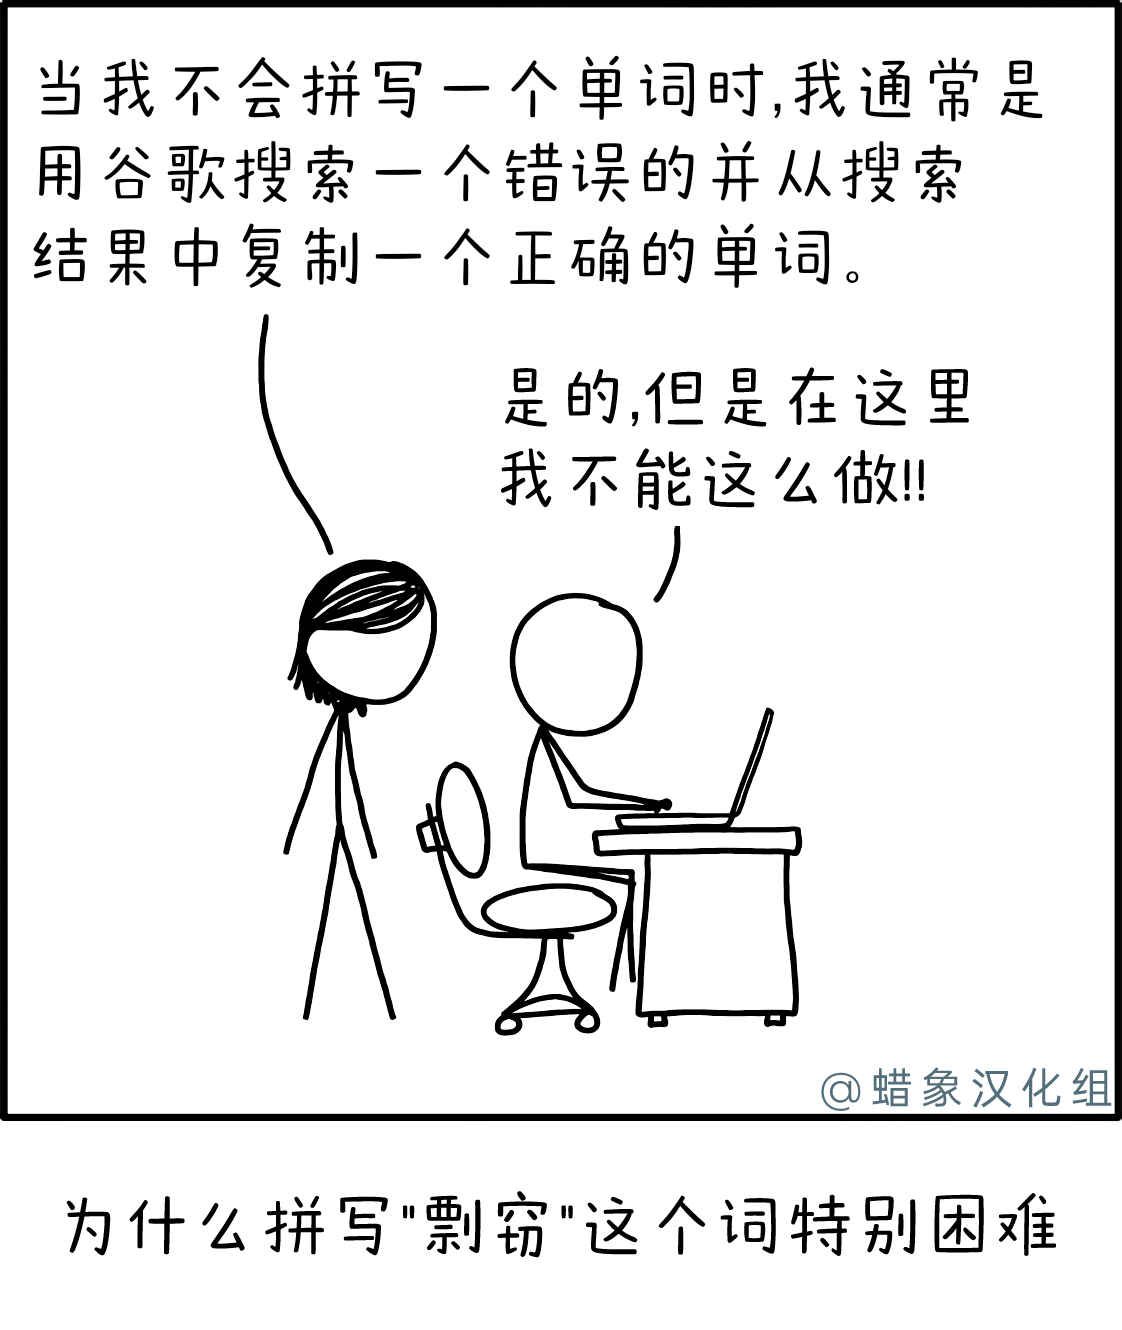 当我不会拼写一个单词时,我通常是
用谷歌搜索一个错误的并从搜索
结果中复制一个正确的单词。
是的,但是在这里
我不能这么做!!
@蜡象汉化组
为什么拼写"剽窃"这个词特别困难